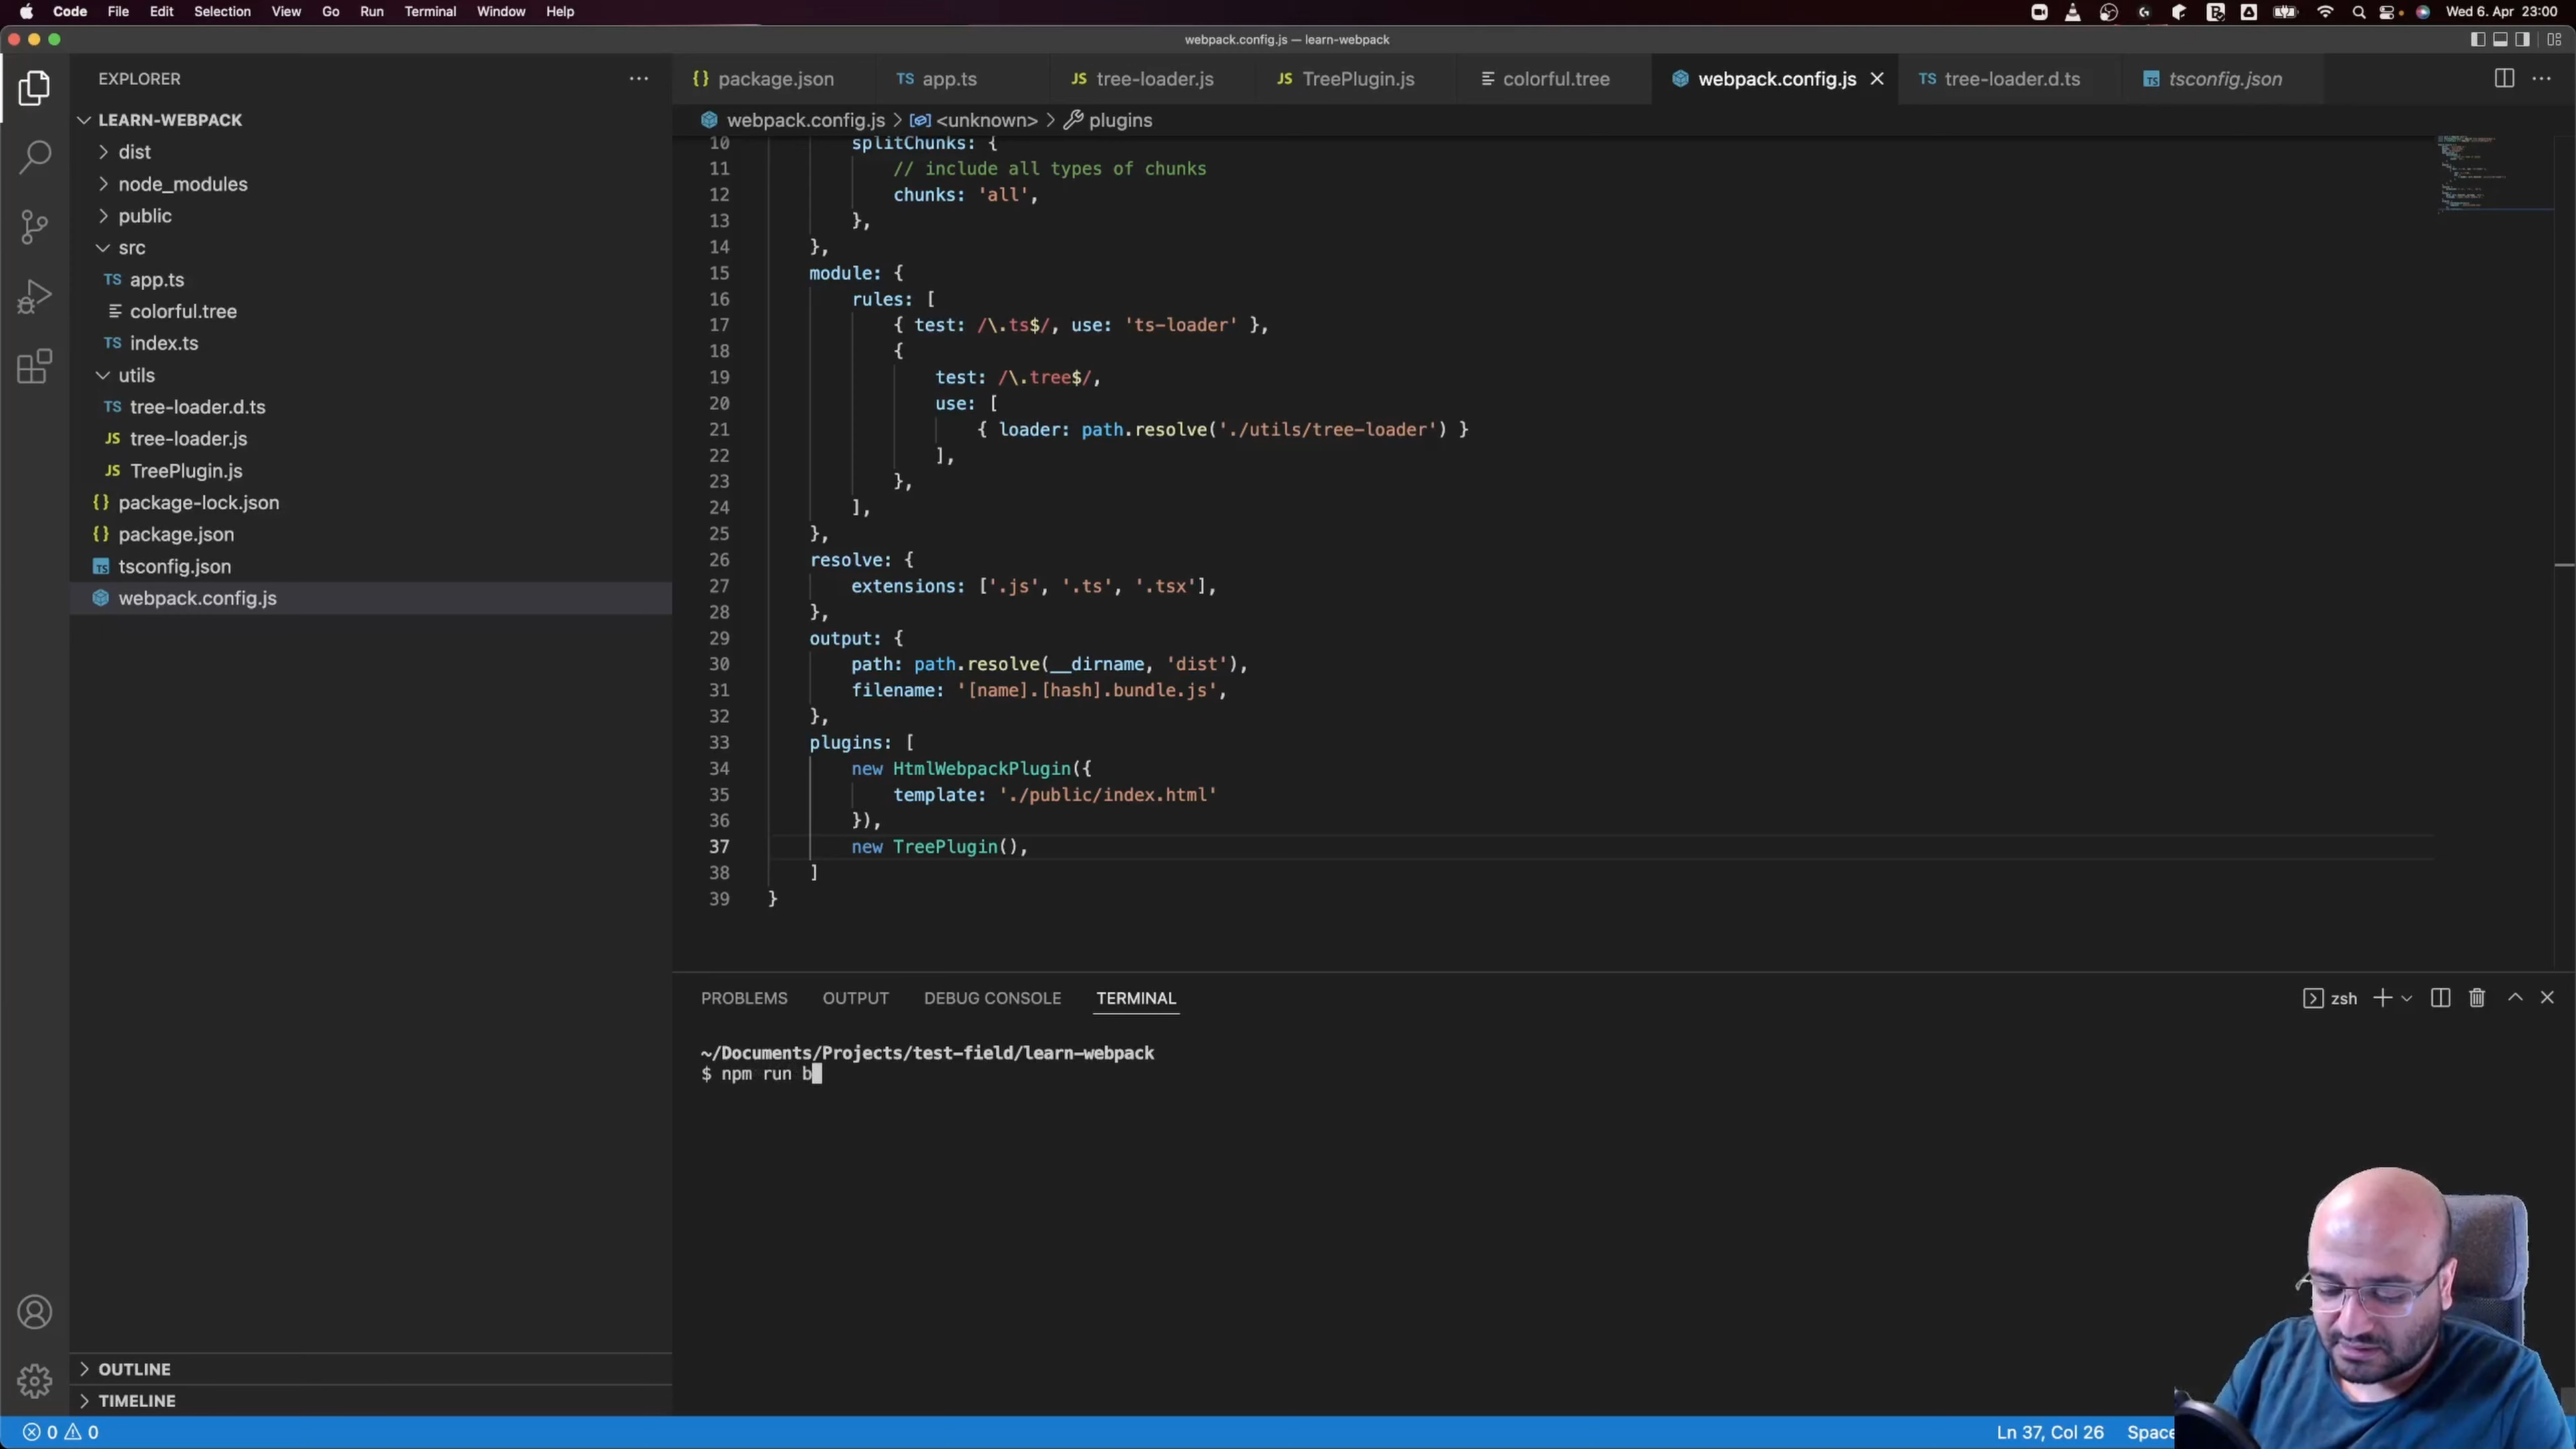 Code File Edit Selection View Go Run Terminal Window Help Wed 6. Apr 23:00
webpack.config.js — learn-webpack
EXPLORER
LEARN-WEBPACK
dist
node_modules
public
src
TS app.ts
colorful.tree
TS index.ts
utils
TS tree-loader.d.ts
JS tree-loader.js
JS TreePlugin.js
{} package-lock.json
{} package.json
TS tsconfig.json
webpack.config.js
OUTLINE
TIMELINE
{} package.json TS app.ts JS tree-loader.js JS TreePlugin.js colorful.tree webpack.config.js TS tree-loader.d.ts TS tsconfig.json
webpack.config.js > <unknown> > plugins
10 splitChunks: {
11 // include all types of chunks
12 chunks: 'all',
13 },
14 },
15 module: {
16 rules: [
17 { test: /\.ts$/, use: 'ts-loader' },
18 {
19 test: /\.tree$/,
20 use: [
21 { loader: path.resolve('./utils/tree-loader') }
22 ],
23 },
24 ],
25 },
26 resolve: {
27 extensions: ['.js', '.ts', '.tsx'],
28 },
29 output: {
30 path: path.resolve(__dirname, 'dist'),
31 filename: '[name].[hash].bundle.js',
32 },
33 plugins: [
34 new HtmlWebpackPlugin({
35 template: './public/index.html'
36 }),
37 new TreePlugin(),
38 ]
39 }
PROBLEMS OUTPUT DEBUG CONSOLE TERMINAL zsh
~/Documents/Projects/test-field/learn-webpack
$ npm run b
0 0 Ln 37, Col 26 Space